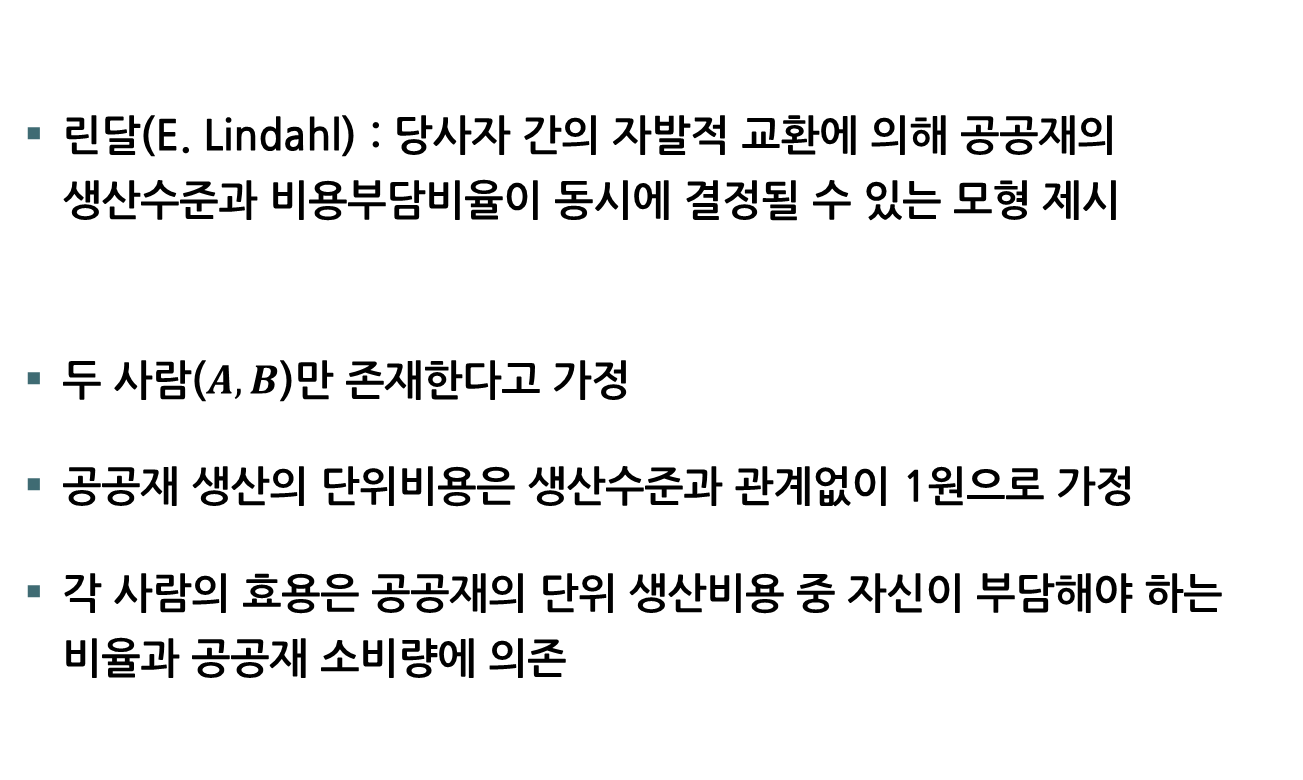 ▪ 린달(E. Lindahl) : 당사자 간의 자발적 교환에 의해 공공재의
생산수준과 비용부담비율이 동시에 결정될 수 있는 모형 제시
▪ 두 사람(A, B)만 존재한다고 가정
▪ 공공재 생산의 단위비용은 생산수준과 관계없이 1원으로 가정
▪ 각 사람의 효용은 공공재의 단위 생산비용 중 자신이 부담해야 하는
비율과 공공재 소비량에 의존